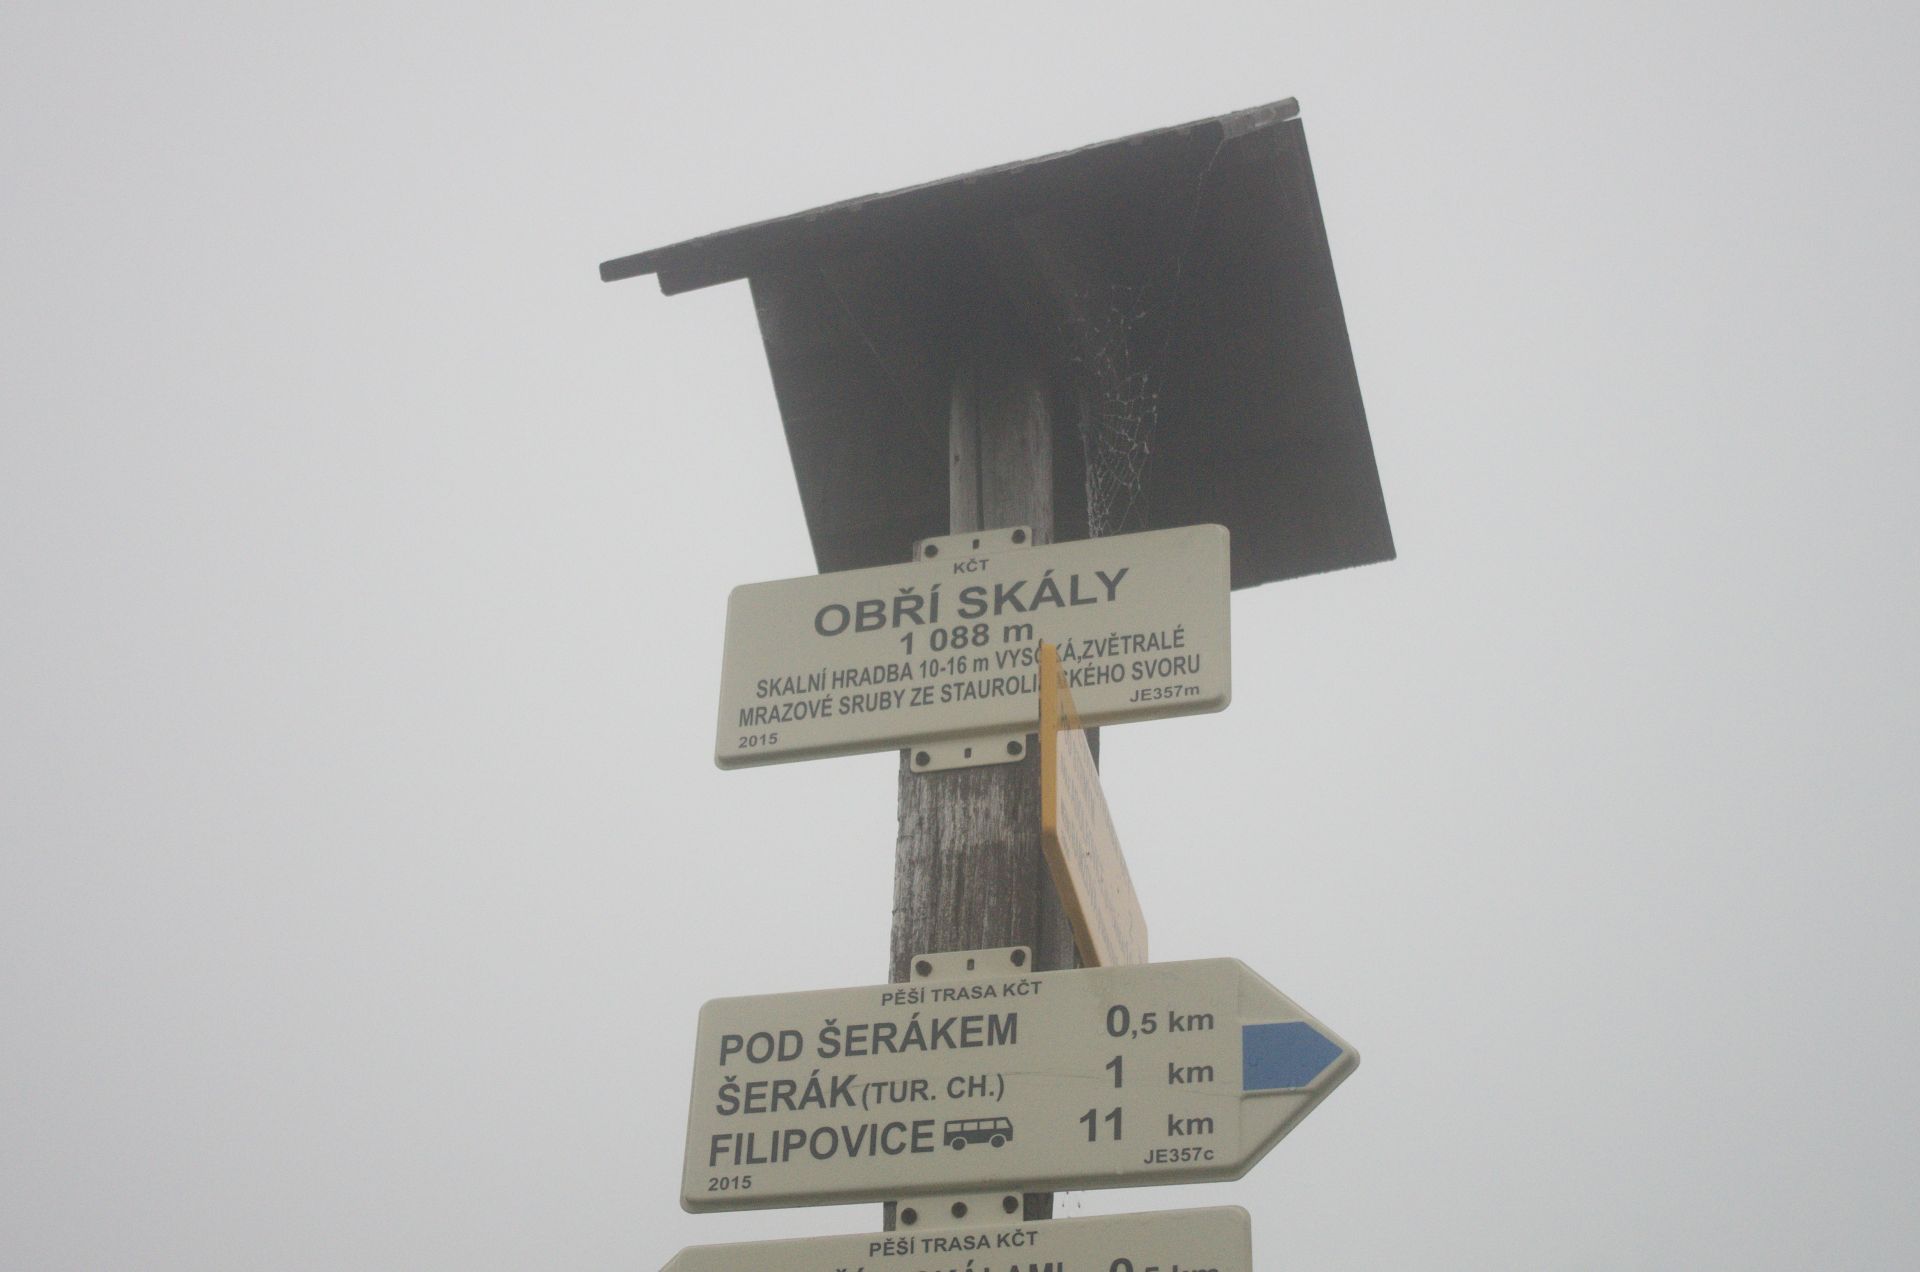 KČT
OBŘÍ SKÁLY
1 088 m
SKALNÍ HRADBA 10-16 m VYSOKÁ,ZVĚTRALÉ
MRAZOVÉ SRUBY ZE STAUROLITSKÉHO SVORU
JE357m
2015
PĚŠÍ TRASA KČT
POD ŠERÁKEM 0,5 km
ŠERÁK (TUR. CH.) 1 km
FILIPOVICE 11 km
JE357c
2015
PĚŠÍ TRASA KČT